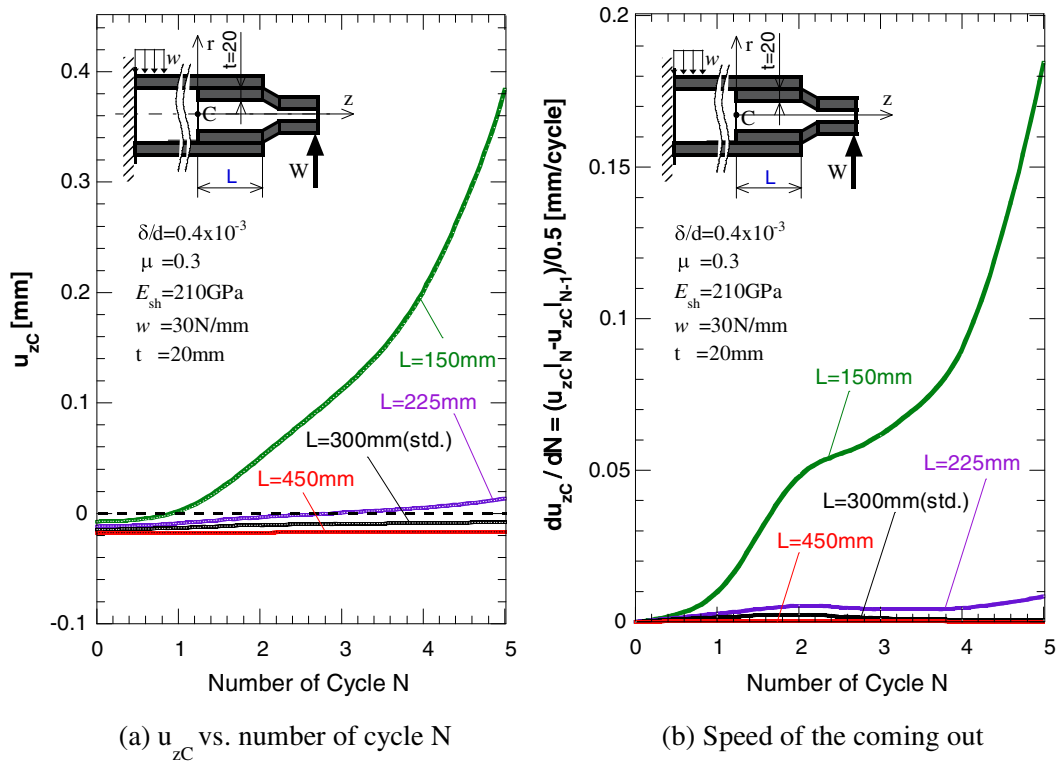 0.4
0.3
0.2
0.1
0
-0.1
u_zC [mm]
w
r
t=20
z
C
W
L
δ/d=0.4x10^-3
μ =0.3
E_sh=210GPa
w =30N/mm
t =20mm
L=150mm
L=225mm
L=300mm(std.)
L=450mm
0 1 2 3 4 5
Number of Cycle N
(a) u_zC vs. number of cycle N
0.2
0.15
0.1
0.05
0
du_zC / dN = (u_zC|_N-u_zC|_N-1)/0.5 [mm/cycle]
w
r
t=20
z
C
W
L
δ/d=0.4x10^-3
μ =0.3
E_sh=210GPa
w =30N/mm
t =20mm
L=150mm
L=225mm
L=300mm(std.)
L=450mm
0 1 2 3 4 5
Number of Cycle N
(b) Speed of the coming out